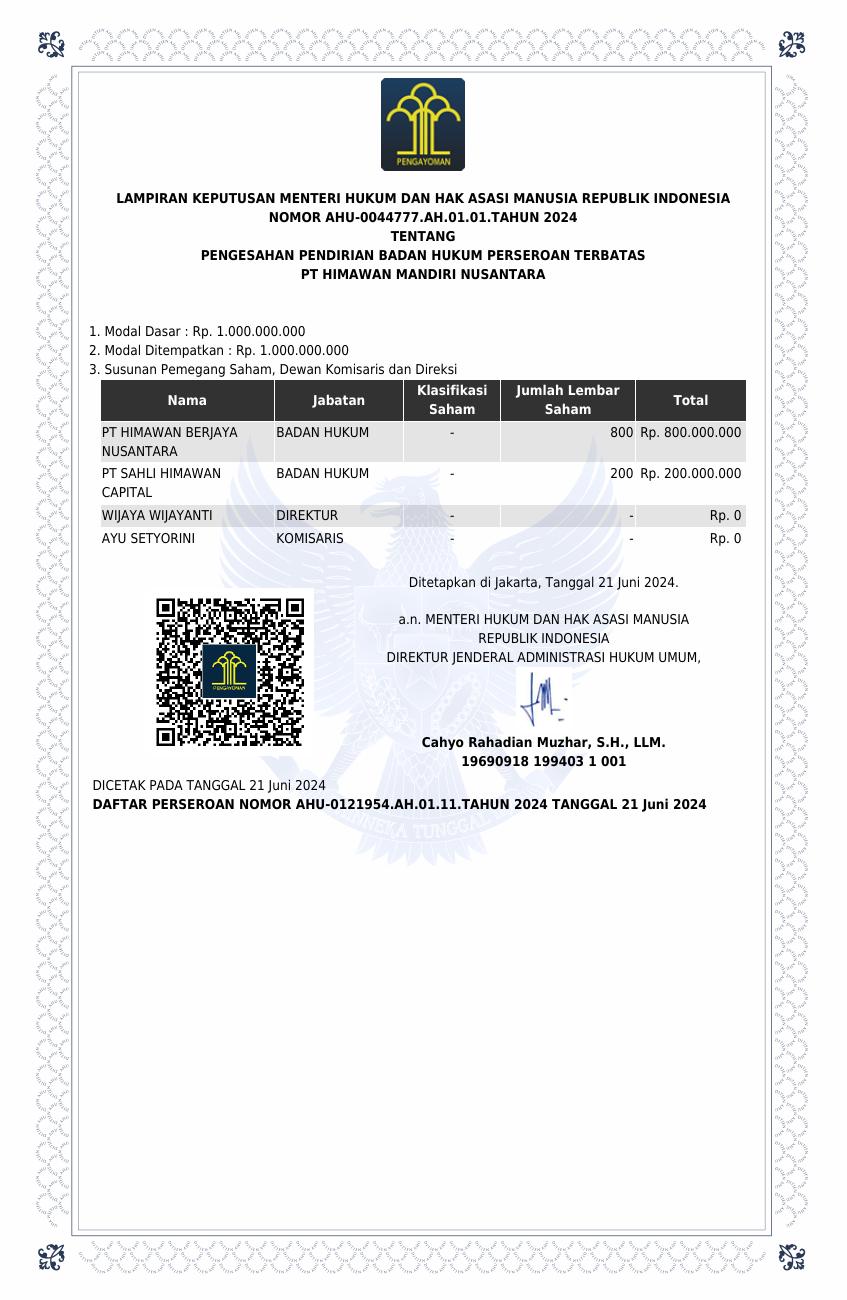 PENGAYOMAN
LAMPIRAN KEPUTUSAN MENTERI HUKUM DAN HAK ASASI MANUSIA REPUBLIK INDONESIA
NOMOR AHU-0044777.AH.01.01.TAHUN 2024
TENTANG
PENGESAHAN PENDIRIAN BADAN HUKUM PERSEROAN TERBATAS
PT HIMAWAN MANDIRI NUSANTARA
1. Modal Dasar : Rp. 1.000.000.000
2. Modal Ditempatkan : Rp. 1.000.000.000
3. Susunan Pemegang Saham, Dewan Komisaris dan Direksi
Nama Jabatan Klasifikasi Saham Jumlah Lembar Saham Total
PT HIMAWAN BERJAYA NUSANTARA BADAN HUKUM - 800 Rp. 800.000.000
PT SAHLI HIMAWAN CAPITAL BADAN HUKUM - 200 Rp. 200.000.000
WIJAYA WIJAYANTI DIREKTUR - - Rp. 0
AYU SETYORINI KOMISARIS - - Rp. 0
Ditetapkan di Jakarta, Tanggal 21 Juni 2024.
a.n. MENTERI HUKUM DAN HAK ASASI MANUSIA
REPUBLIK INDONESIA
DIREKTUR JENDERAL ADMINISTRASI HUKUM UMUM,
PENGAYOMAN
Cahyo Rahadian Muzhar, S.H., LLM.
19690918 199403 1 001
DICETAK PADA TANGGAL 21 Juni 2024
DAFTAR PERSEROAN NOMOR AHU-0121954.AH.01.11.TAHUN 2024 TANGGAL 21 Juni 2024